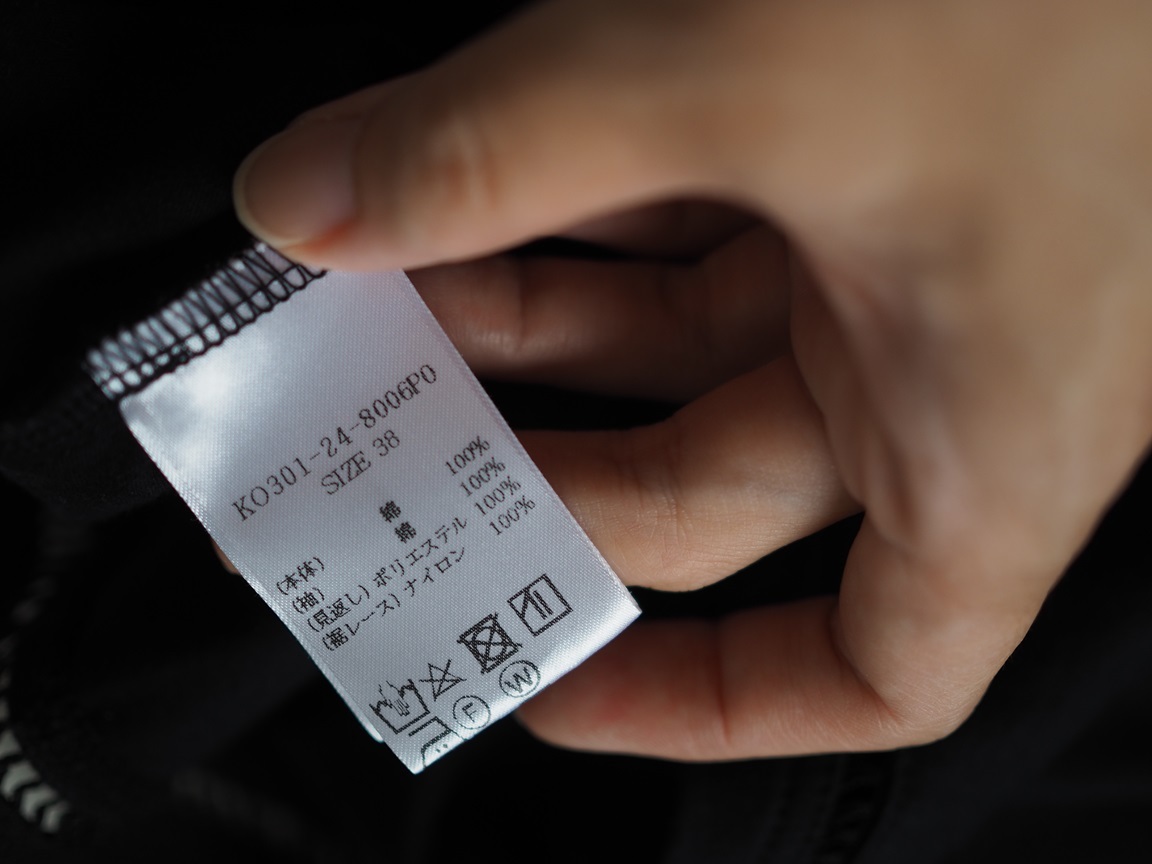 KO301-24-8006P0
SIZE 38
(本体) 綿 100%
(袖) 綿 100%
(見返し) ポリエステル 100%
(裾レース) ナイロン 100%
F W